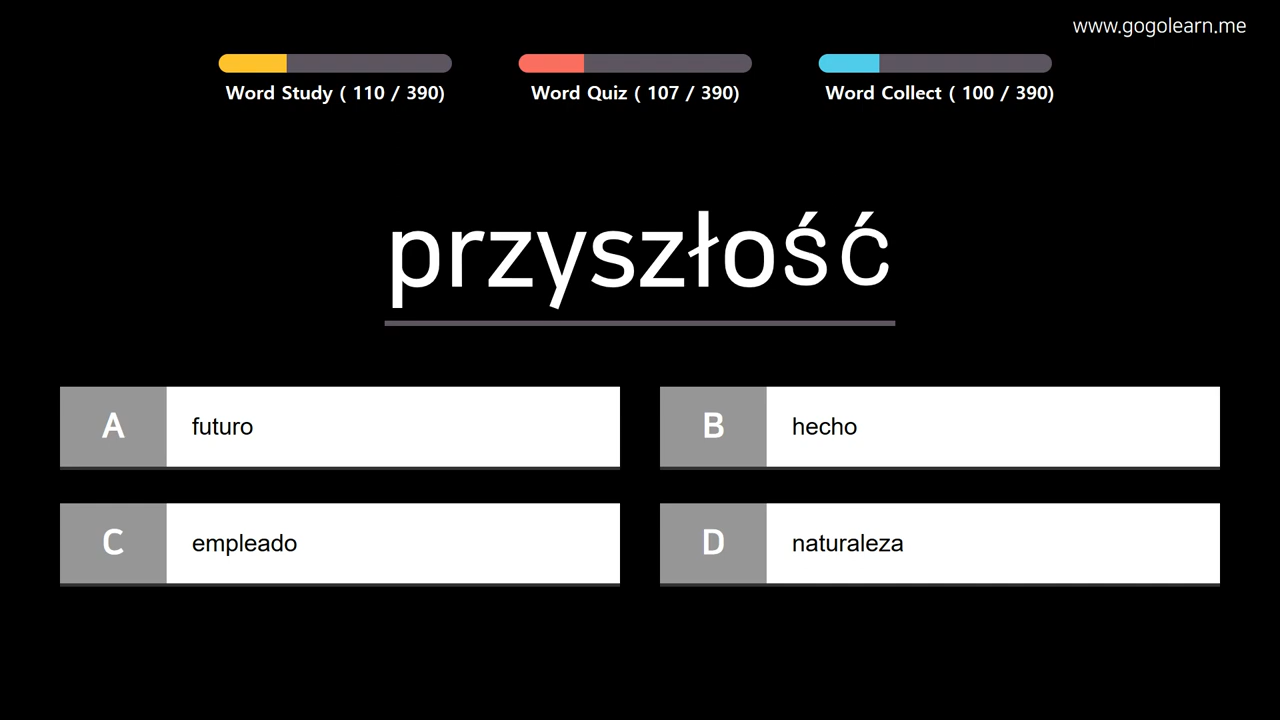 www.gogolearn.me
Word Study ( 110 / 390)
Word Quiz ( 107 / 390)
Word Collect ( 100 / 390)
przyszłość
A futuro
B hecho
C empleado
D naturaleza